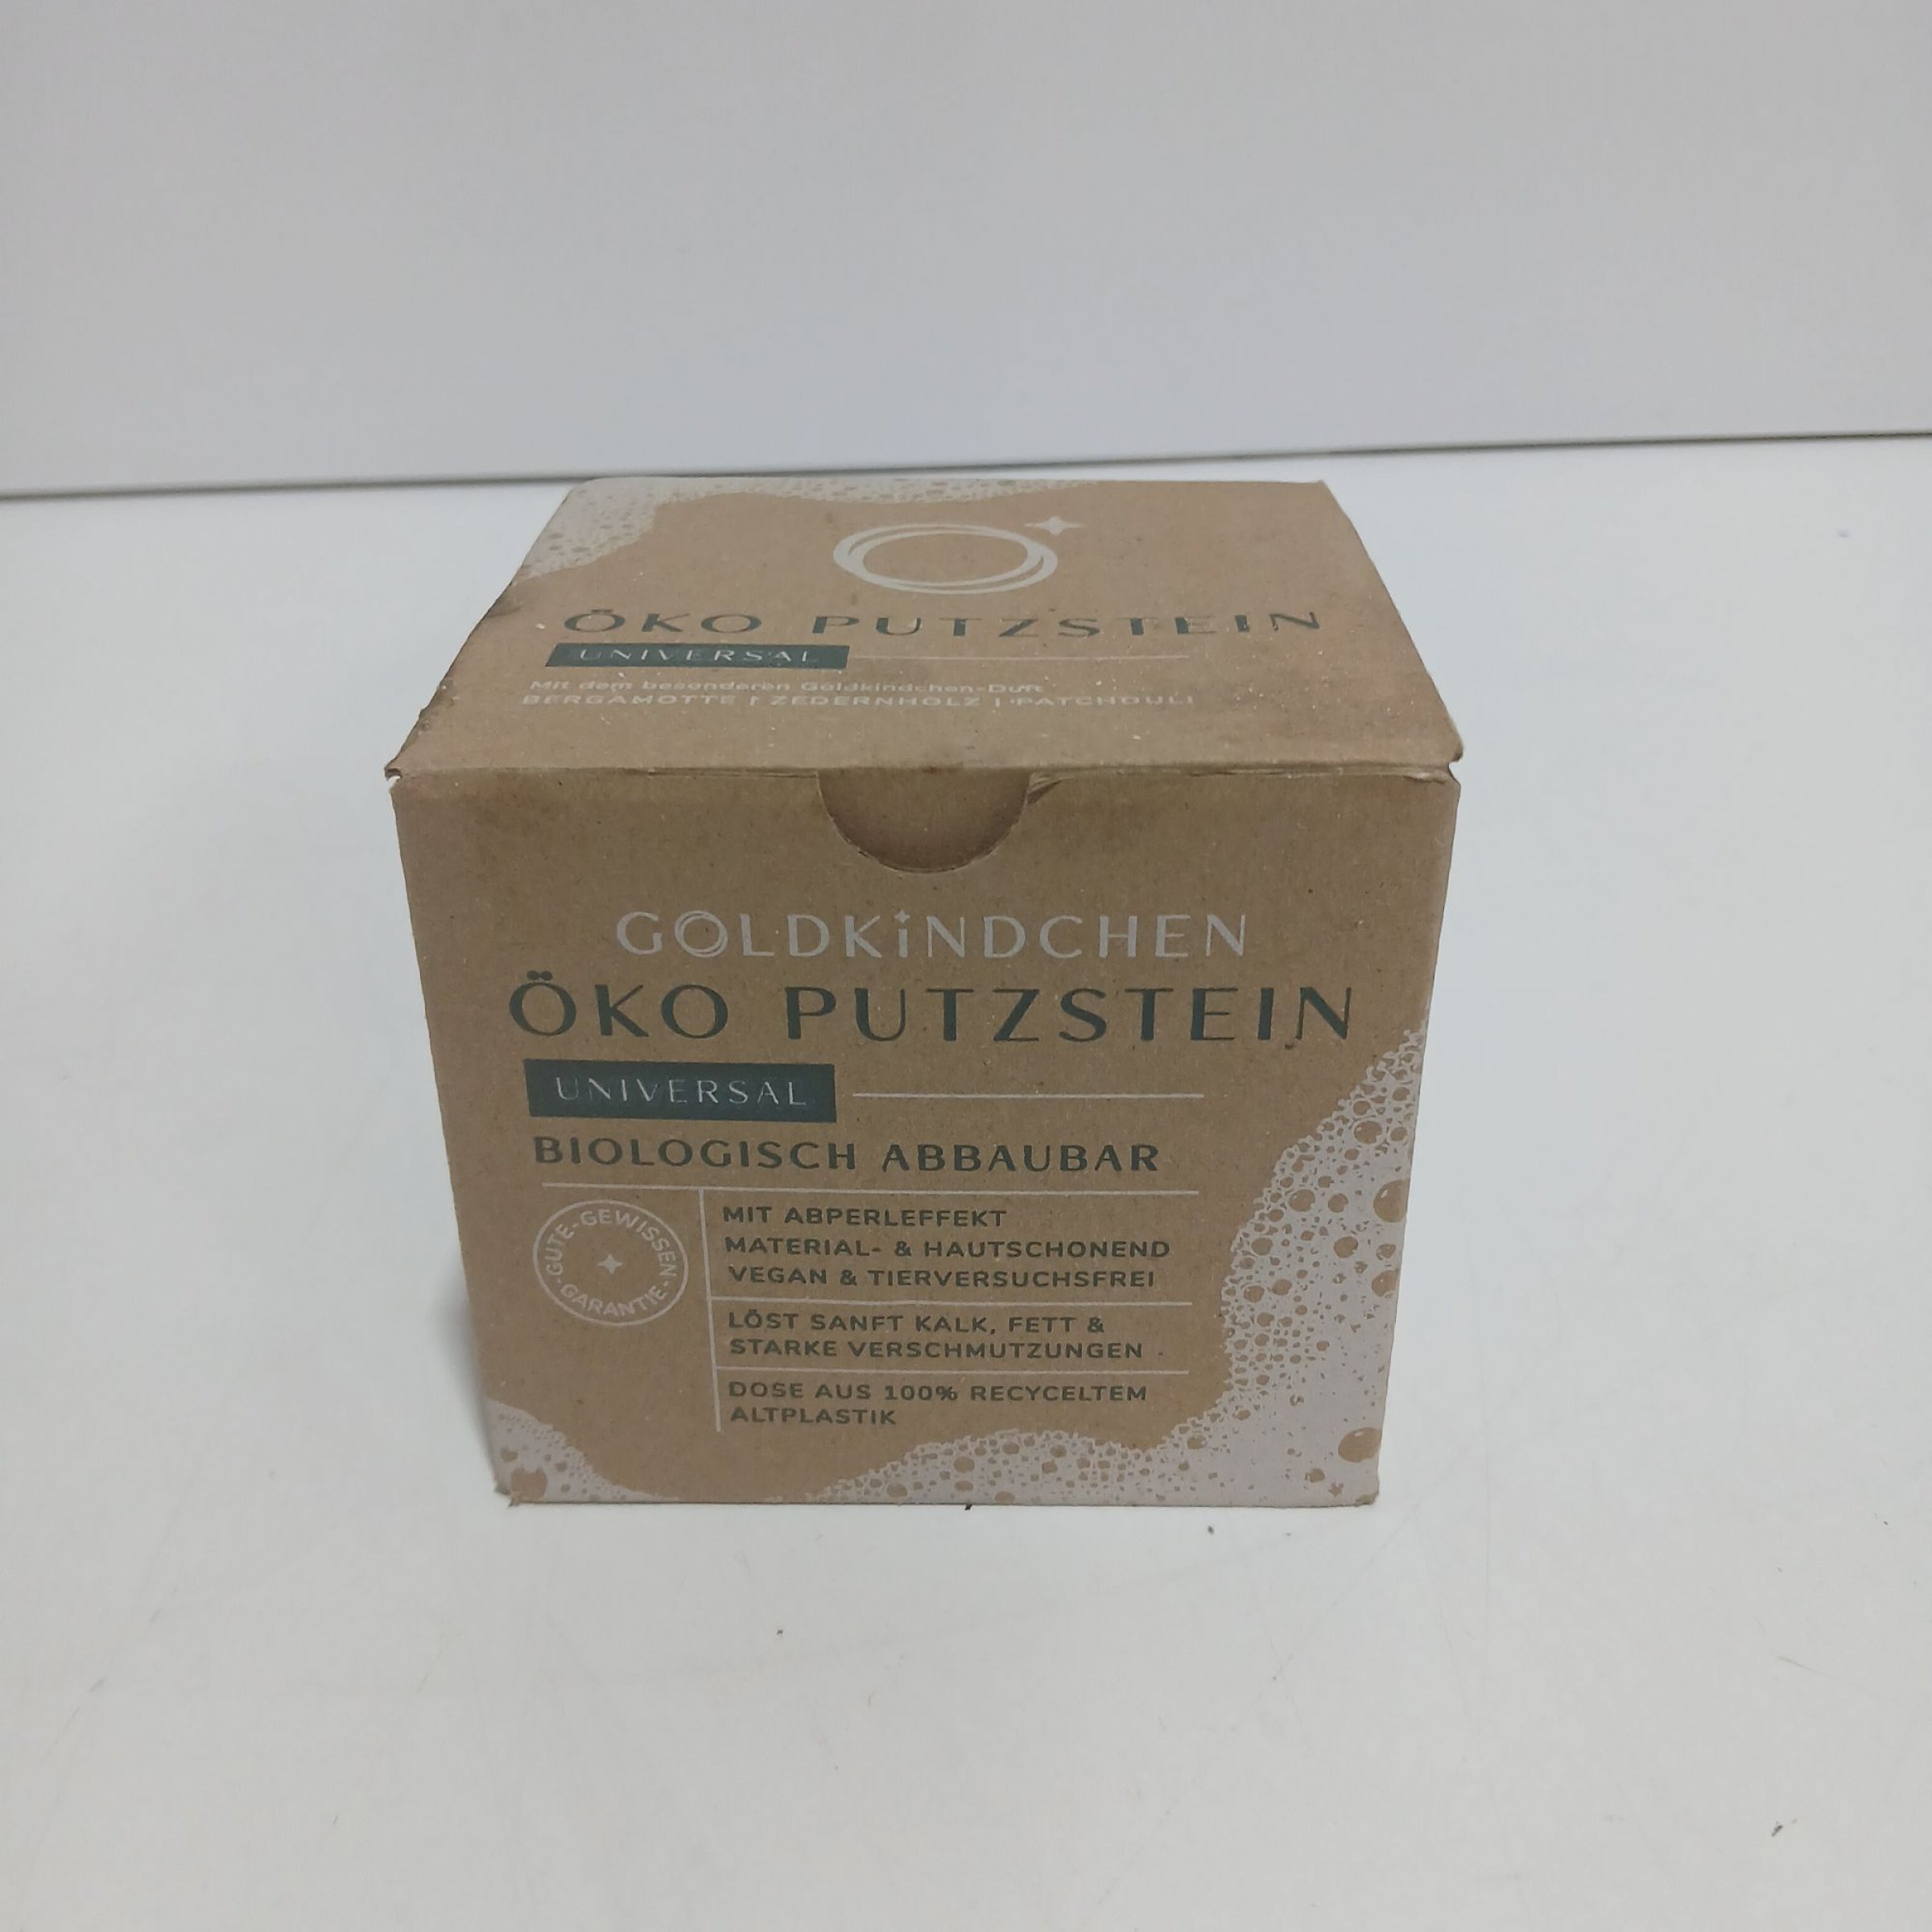 ÖKO PUTZSTEIN
UNIVERSAL
Mit dem besonderen Goldkindchen-Duft
BERGAMOTTE | ZEDERNHOLZ | PATCHOULI
GOLDKiNDCHEN
ÖKO PUTZSTEIN
UNIVERSAL
BIOLOGISCH ABBAUBAR
GUTE-GEWISSEN
GARANTIE
MIT ABPERLEFFEKT
MATERIAL- & HAUTSCHONEND
VEGAN & TIERVERSUCHSFREI
LÖST SANFT KALK, FETT &
STARKE VERSCHMUTZUNGEN
DOSE AUS 100% RECYCELTEM
ALTPLASTIK